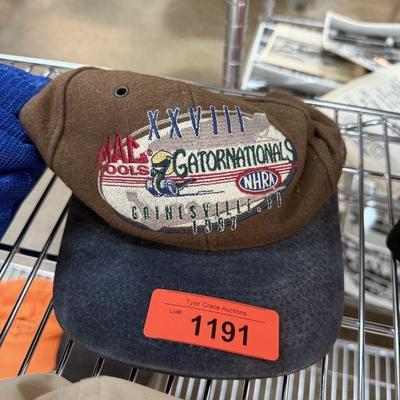 XXVIII
MAC
TOOLS
GATORNATIONALS
NHRA
GAINESVILLE, FL
1997
Tyler Grace Auctions
Lot#:
1191